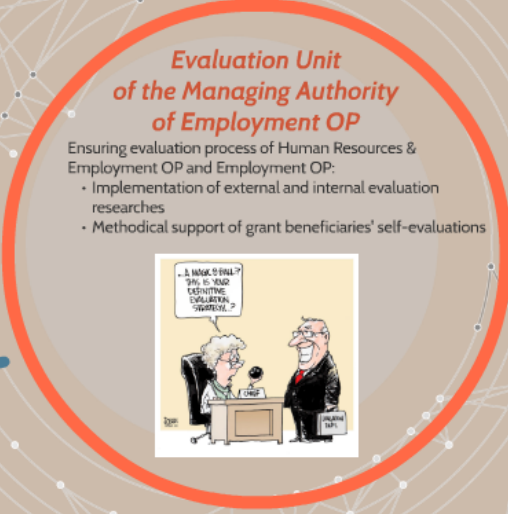 Evaluation Unit
of the Managing Authority
of Employment OP
Ensuring evaluation process of Human Resources &
Employment OP and Employment OP:
• Implementation of external and internal evaluation
researches
• Methodical support of grant beneficiaries' self-evaluations
...A MAGIC 8-BALL?
THIS IS YOUR
DEFINITIVE
EVALUATION
STRATEGY...?
CHIEF